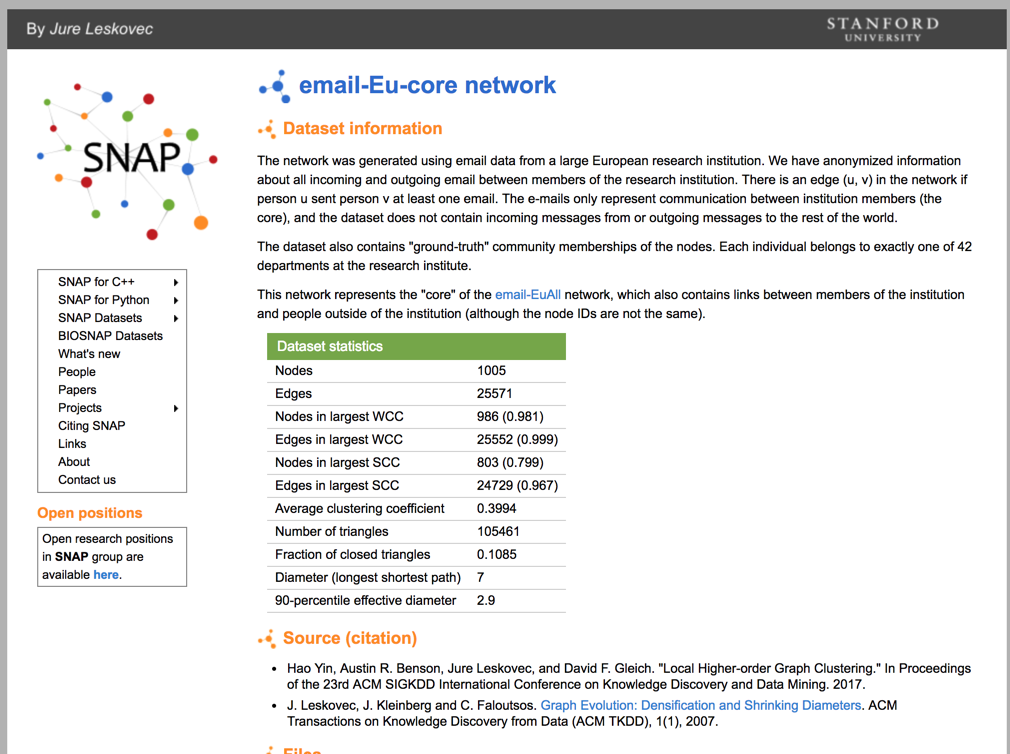 By Jure Leskovec
STANFORD
UNIVERSITY
SNAP
SNAP for C++
SNAP for Python
SNAP Datasets
BIOSNAP Datasets
What's new
People
Papers
Projects
Citing SNAP
Links
About
Contact us
Open positions
Open research positions
in SNAP group are
available here.
email-Eu-core network
Dataset information
The network was generated using email data from a large European research institution. We have anonymized information
about all incoming and outgoing email between members of the research institution. There is an edge (u, v) in the network if
person u sent person v at least one email. The e-mails only represent communication between institution members (the
core), and the dataset does not contain incoming messages from or outgoing messages to the rest of the world.
The dataset also contains "ground-truth" community memberships of the nodes. Each individual belongs to exactly one of 42
departments at the research institute.
This network represents the "core" of the email-EuAll network, which also contains links between members of the institution
and people outside of the institution (although the node IDs are not the same).
Dataset statistics
Nodes 1005
Edges 25571
Nodes in largest WCC 986 (0.981)
Edges in largest WCC 25552 (0.999)
Nodes in largest SCC 803 (0.799)
Edges in largest SCC 24729 (0.967)
Average clustering coefficient 0.3994
Number of triangles 105461
Fraction of closed triangles 0.1085
Diameter (longest shortest path) 7
90-percentile effective diameter 2.9
Source (citation)
• Hao Yin, Austin R. Benson, Jure Leskovec, and David F. Gleich. "Local Higher-order Graph Clustering." In Proceedings
of the 23rd ACM SIGKDD International Conference on Knowledge Discovery and Data Mining. 2017.
• J. Leskovec, J. Kleinberg and C. Faloutsos. Graph Evolution: Densification and Shrinking Diameters. ACM
Transactions on Knowledge Discovery from Data (ACM TKDD), 1(1), 2007.
Files